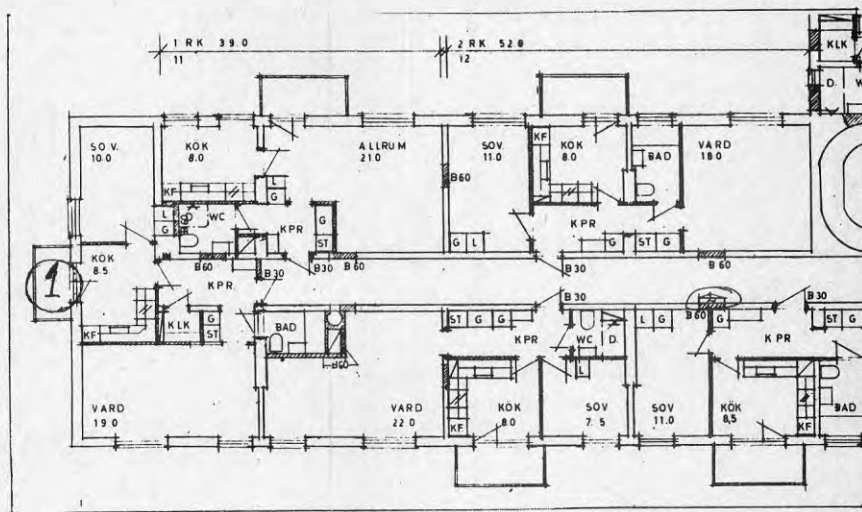 1 RK 39.0
11
2 RK 52.0
12
KLK
D.
W
SOV.
10.0
KÖK
8.0
ALLRUM
21.0
SOV.
11.0
KF
KÖK
8.0
BAD
VARD
18.0
B60
KF
L
G
L
G
D
WC
G
ST
KPR
G
L
KPR
G
ST
G
KÖK
8.5
B60
B30
B30
B60
B30
B60
1
KPR
B30
B30
B60
KF
KLK
G
ST
BAD
B60
ST
G
G
KPR
WC
D.
L
L
G
G
KPR
ST
G
VARD
19.0
VARD
22.0
KF
KÖK
8.0
SOV
7.5
SOV
11.0
KÖK
8,5
KF
BAD